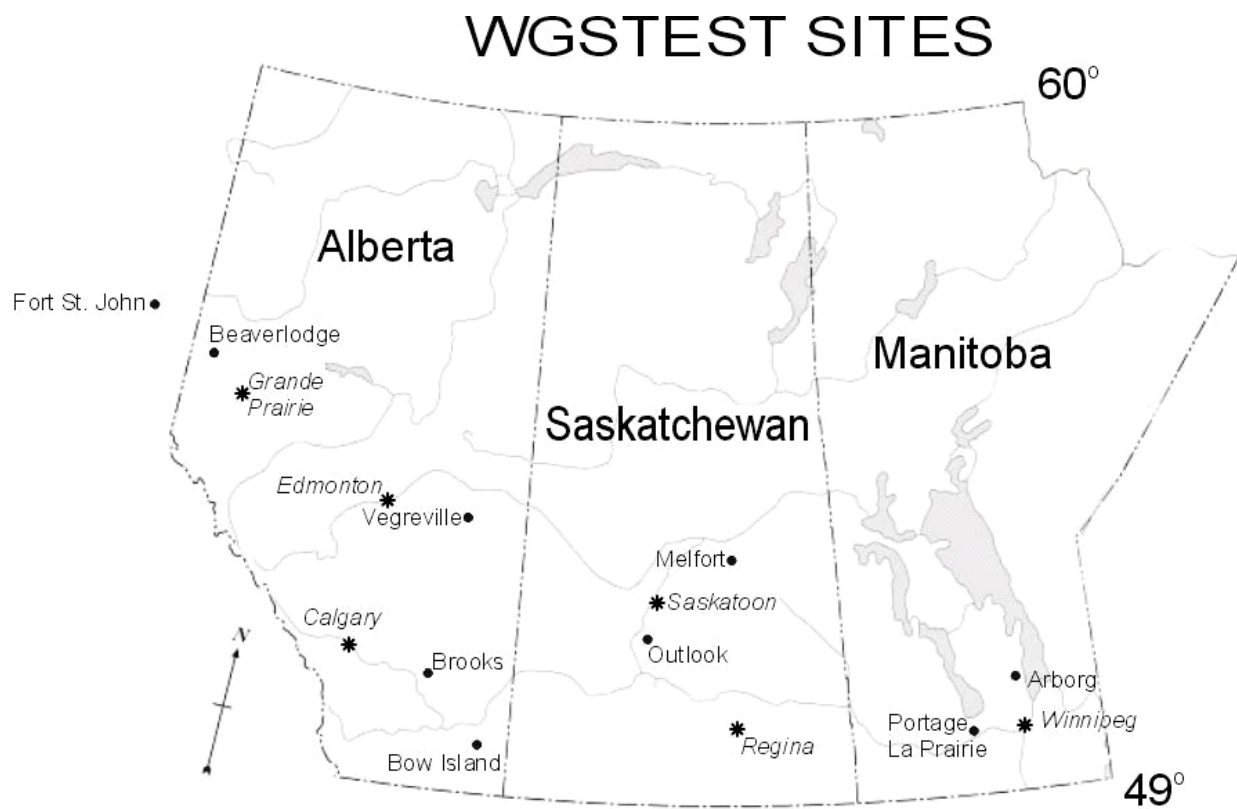 WGSTEST SITES
60°
Alberta
Fort St. John
Beaverlodge
Grande
Prairie
Manitoba
Saskatchewan
Edmonton
Vegreville
Melfort
Saskatoon
Calgary
Outlook
Brooks
Arborg
N
Portage
La Prairie
Winnipeg
Regina
Bow Island
49°